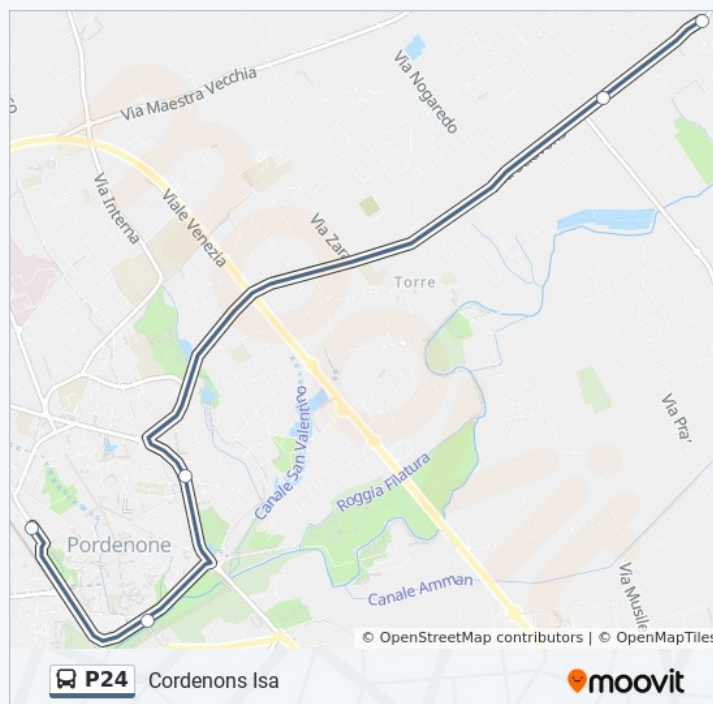 Via Nogaredo
Via Maestra Vecchia
Via Interna
Viale Venezia
Via Zara
Torre
Via Pra
Canale San Valentino
Roggia Filatura
Pordenone
Canale Amman
Via Musile
© OpenStreetMap contributors | © OpenMapTiles
P24 Cordenons Isa
moovit